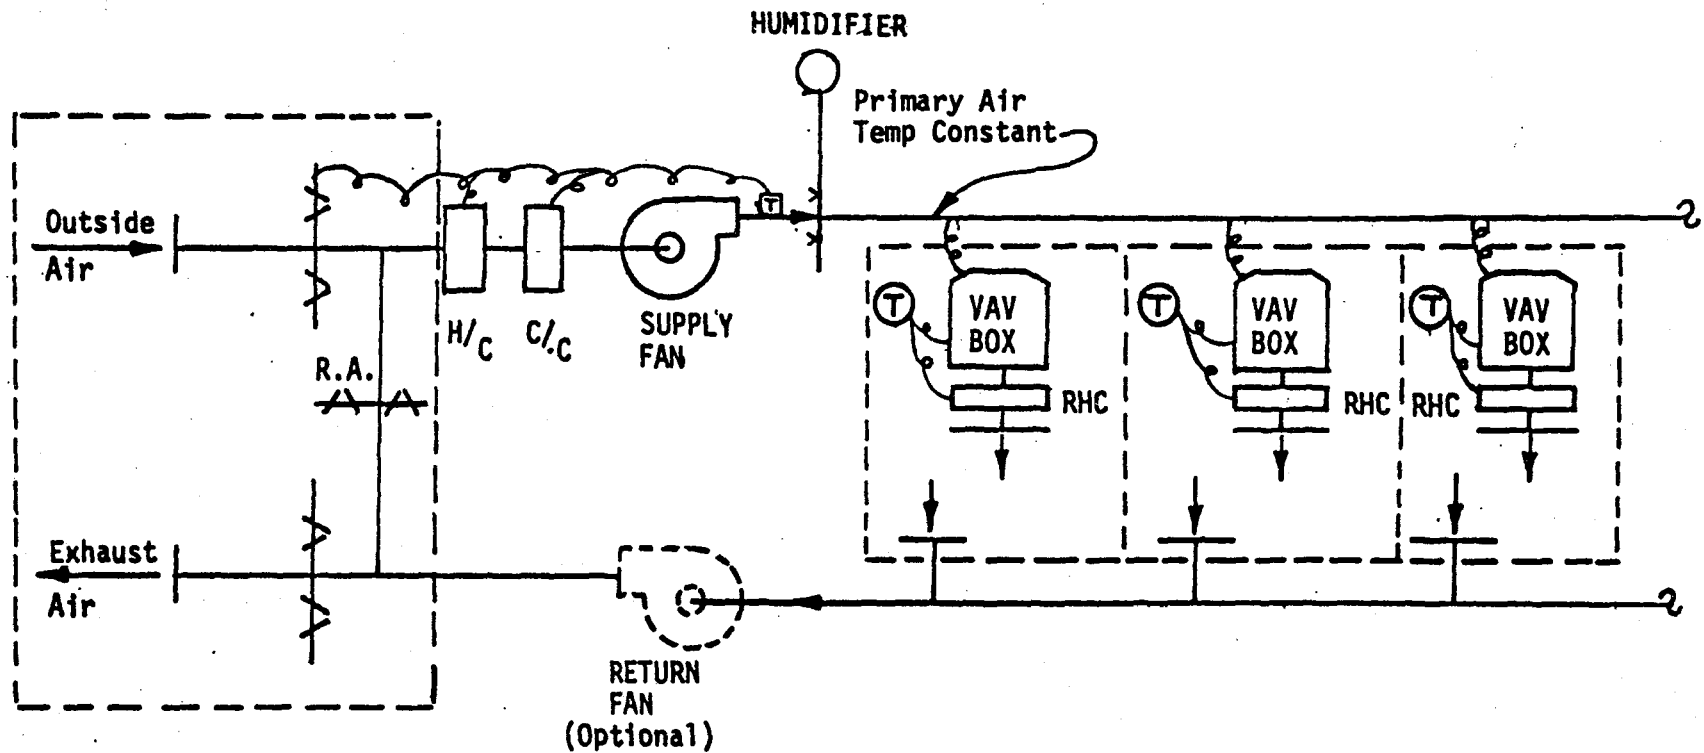 HUMIDIFIER
Primary Air
Temp Constant
Outside
Air
T
H/C
C/.C
SUPPLY
FAN
R.A.
T
VAV
BOX
RHC
T
VAV
BOX
RHC
T
VAV
BOX
RHC
Exhaust
Air
RETURN
FAN
(Optional)